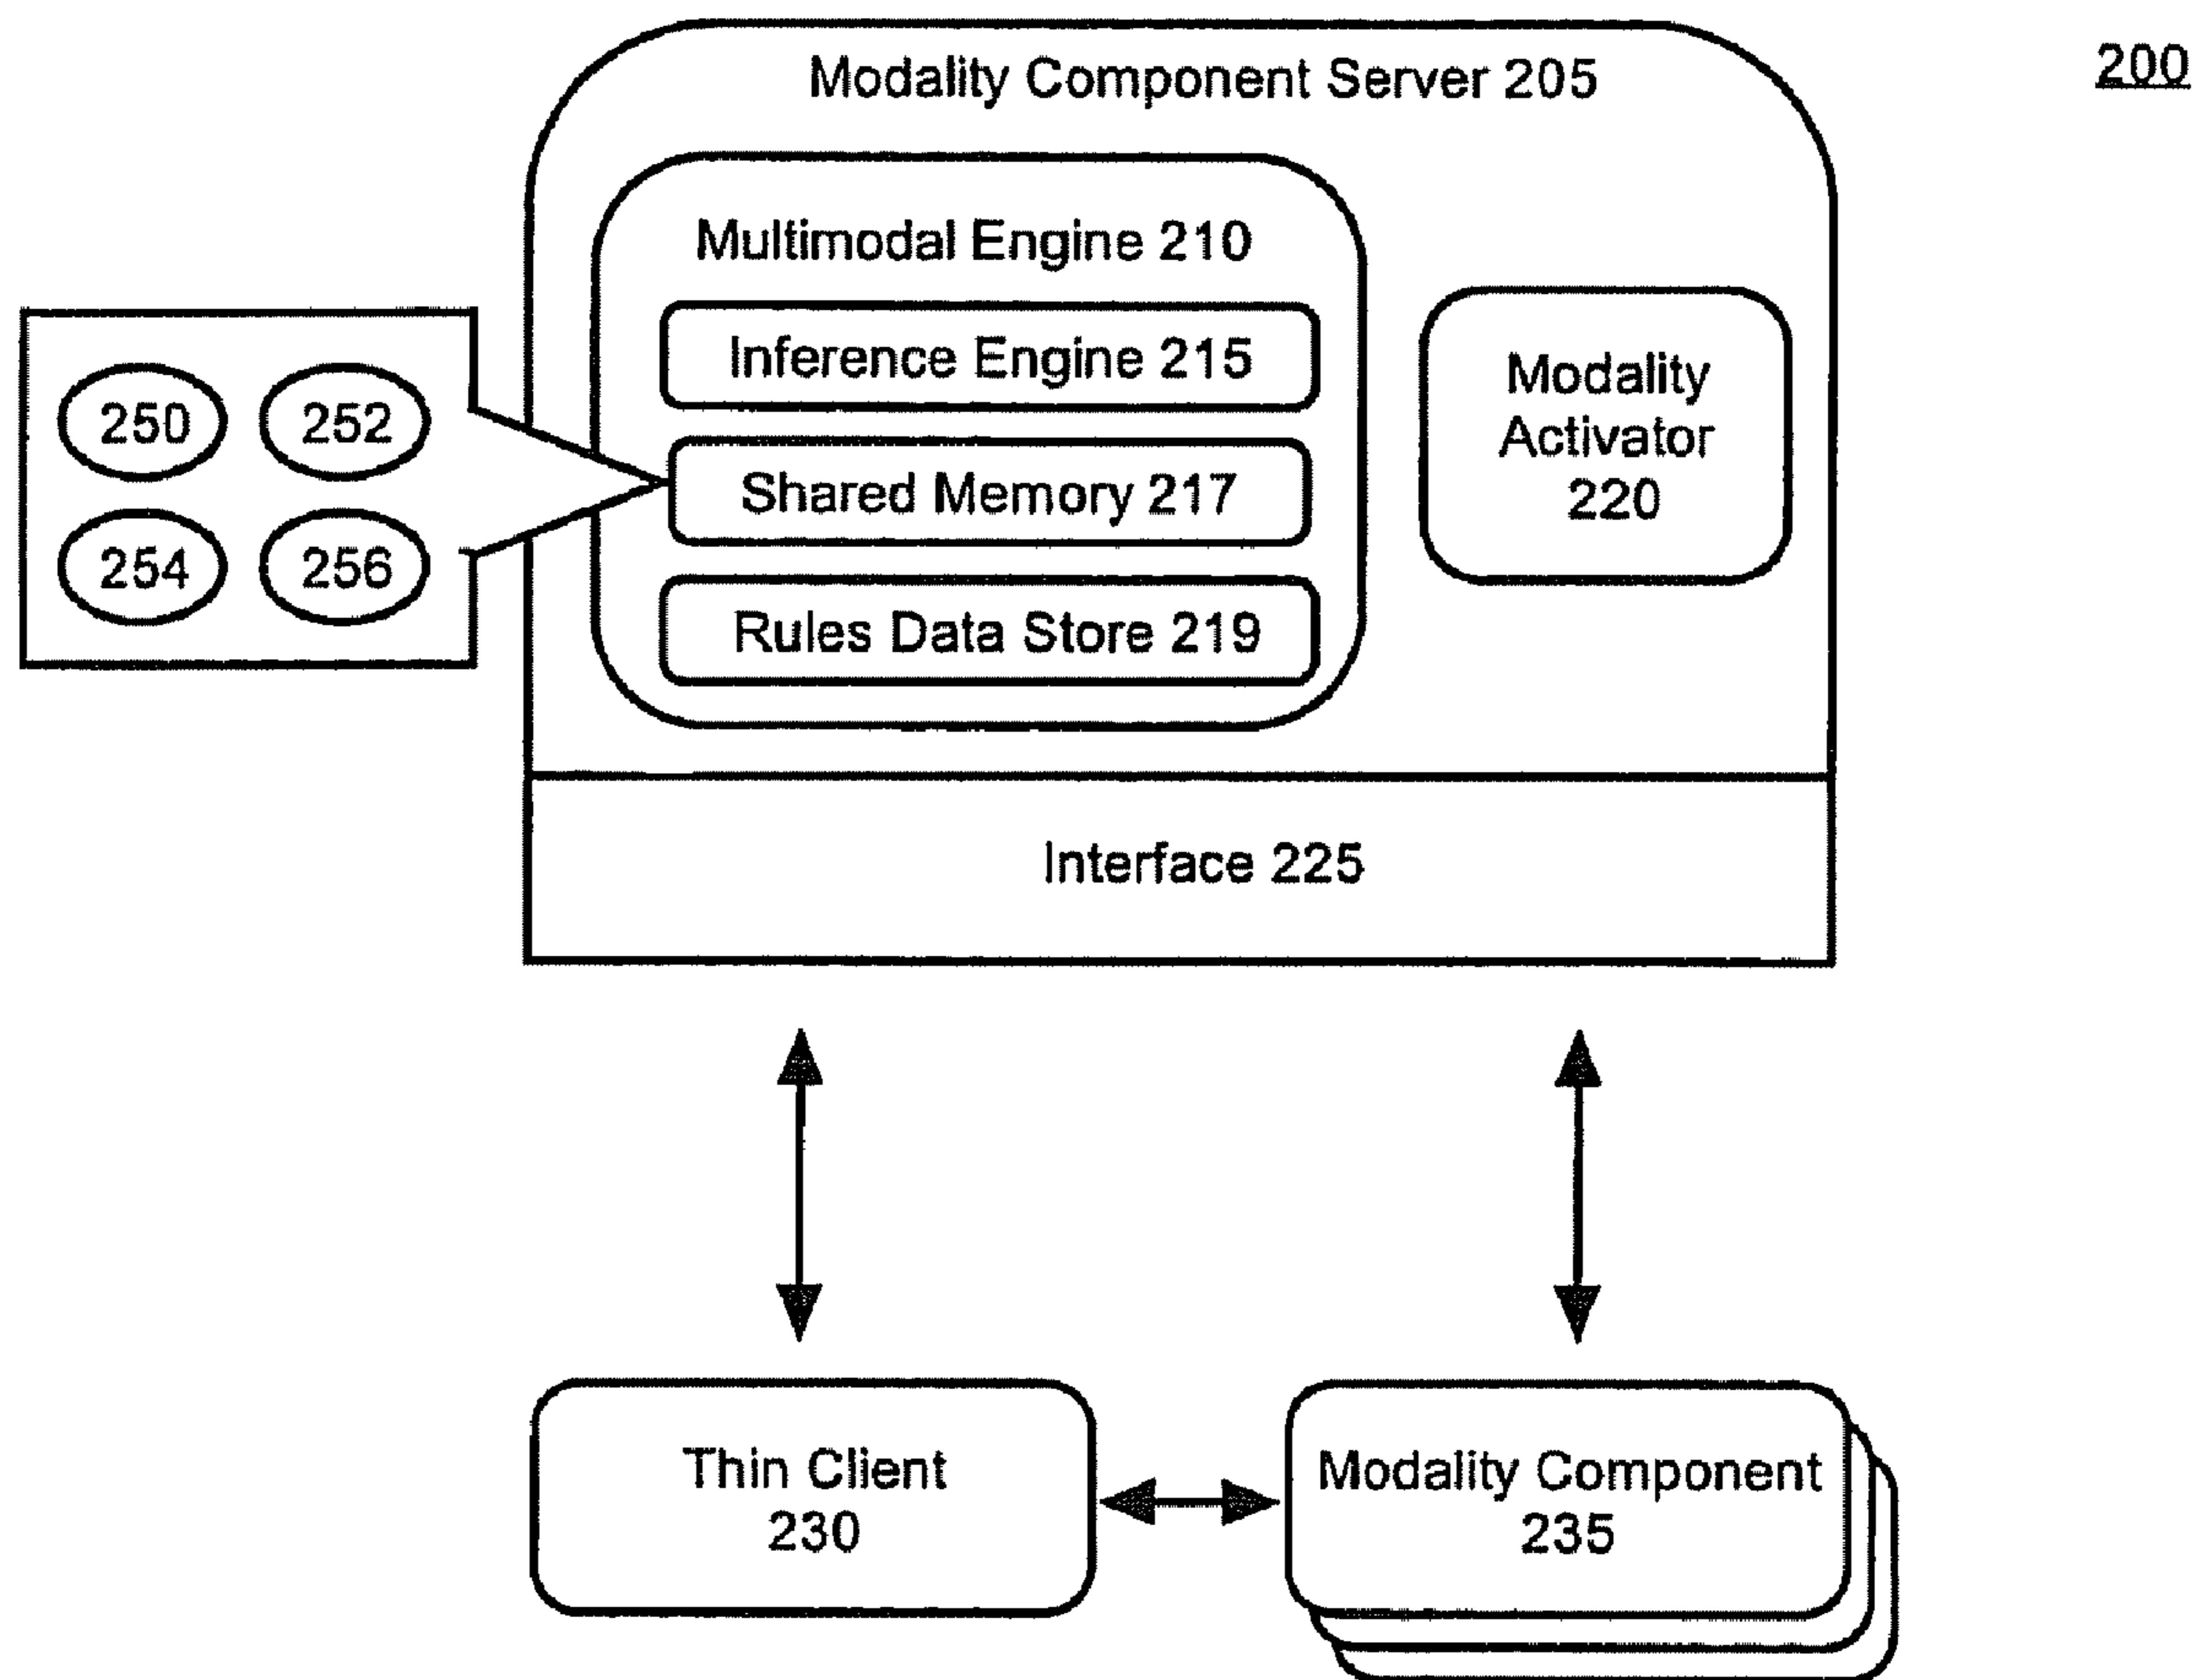 200
Modality Component Server 205
Multimodal Engine 210
Inference Engine 215
Shared Memory 217
Rules Data Store 219
Modality
Activator
220
250 252
254 256
Interface 225
Thin Client
230
Modality Component
235